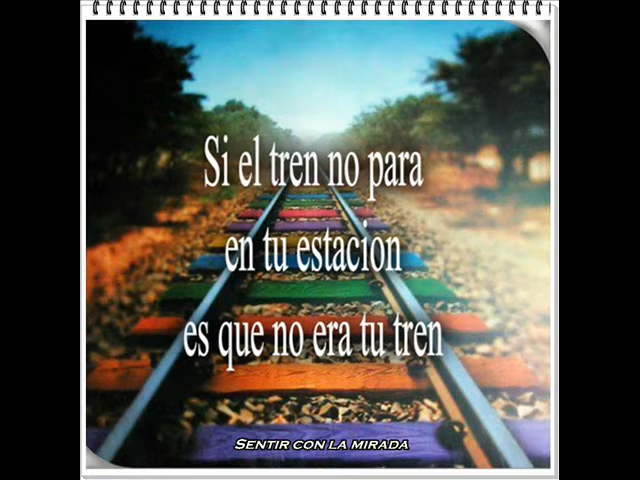 Si el tren no para
en tu estacion
es que no era tu tren
SENTIR CON LA MIRADA